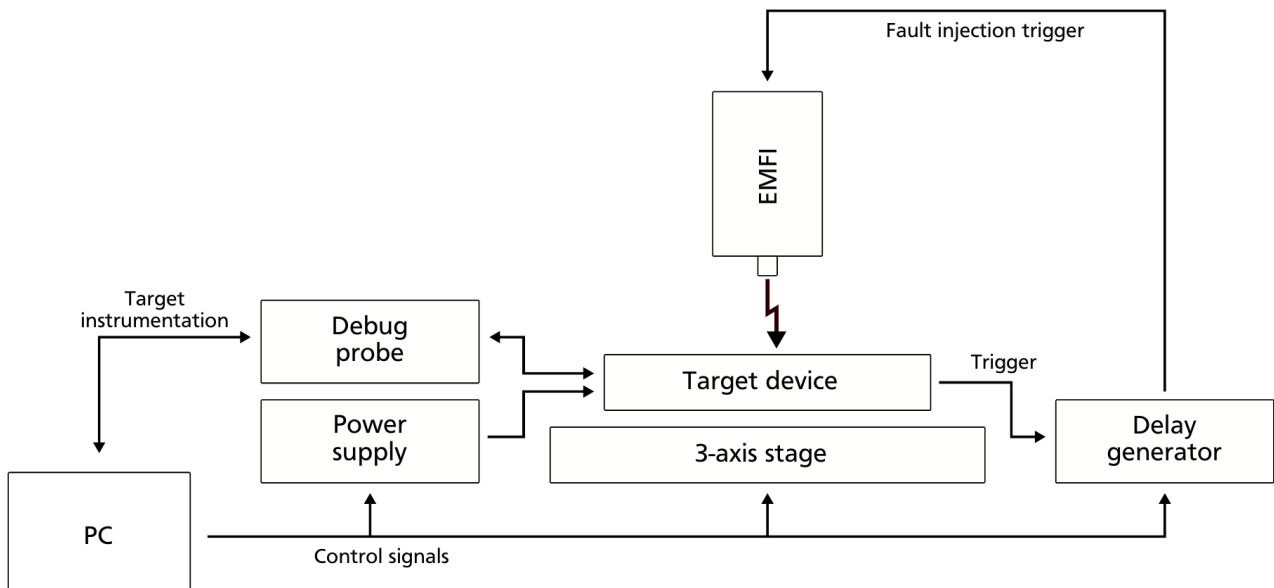 Fault injection trigger
EMFI
Target
instrumentation
Debug
probe
Target device
Trigger
Power
supply
3-axis stage
Delay
generator
PC
Control signals